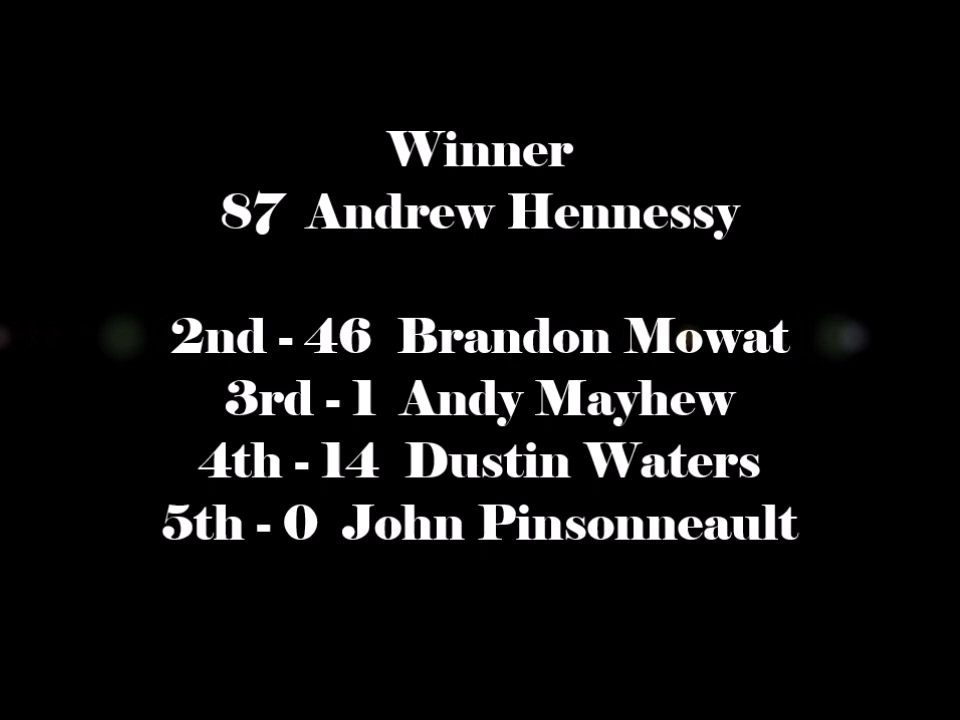 Winner
87 Andrew Hennessy
2nd - 46 Brandon Mowat
3rd - 1 Andy Mayhew
4th - 14 Dustin Waters
5th - 0 John Pinsonneault